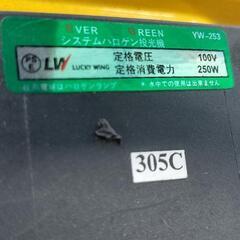 EVER GREEN
システムハロゲン投光機 YW-253
LW LUCKY WING
定格電圧 100V
定格消費電力 250W
305C